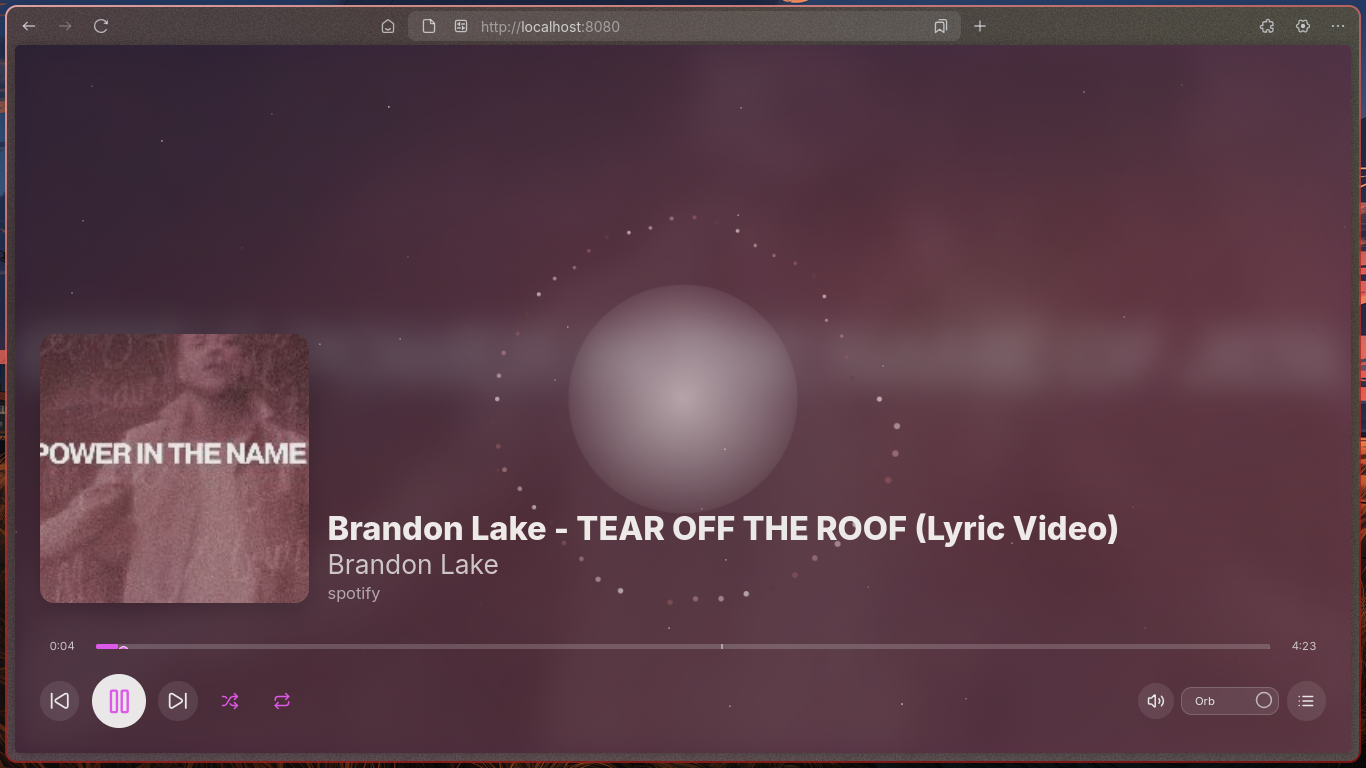 http://localhost:8080
POWER IN THE NAME
Brandon Lake - TEAR OFF THE ROOF (Lyric Video)
Brandon Lake
spotify
0:04
4:23
Orb